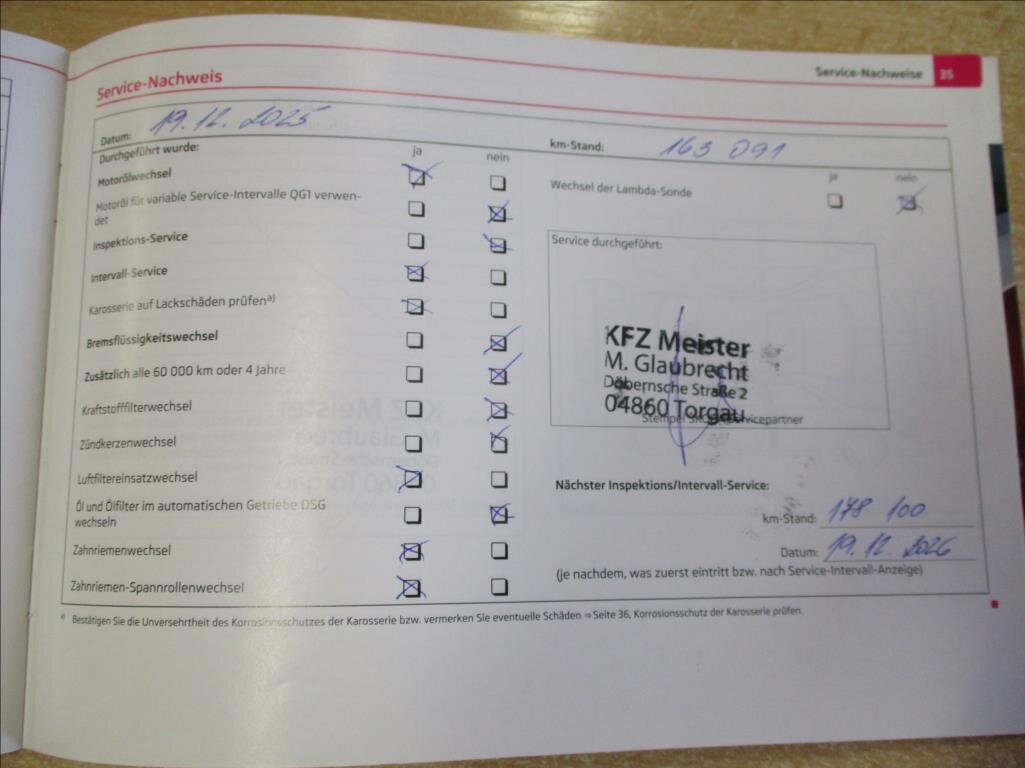 Service-Nachweise 35
Service-Nachweis
Datum: 19.12.2025
km-Stand: 163 091
Durchgeführt wurde: ja nein
ja nein
Motorölwechsel
Wechsel der Lambda-Sonde
Motoröl für variable Service-Intervalle QG1 verwen-
det
Inspektions-Service
Intervall-Service
Karosserie auf Lackschäden prüfen a)
Bremsflüssigkeitswechsel
Zusätzlich alle 60 000 km oder 4 Jahre
Kraftstofffilterwechsel
Zündkerzenwechsel
Luftfiltereinsatzwechsel
Öl und Ölfilter im automatischen Getriebe DSG
wechseln
Zahnriemenwechsel
Zahnriemen-Spannrollenwechsel
Service durchgeführt:
KFZ Meister
M. Glaubrecht
Döbernsche Straße 2
04860 Torgau
Stempel servicepartner
Nächster Inspektions/Intervall-Service:
km-Stand: 178 100
Datum: 19.12.2026
(je nachdem, was zuerst eintritt bzw. nach Service-Intervall-Anzeige)
a) Bestätigen Sie die Unversehrtheit des Korrosionsschutzes der Karosserie bzw. vermerken Sie eventuelle Schäden ⇒ Seite 36, Korrosionsschutz der Karosserie prüfen.